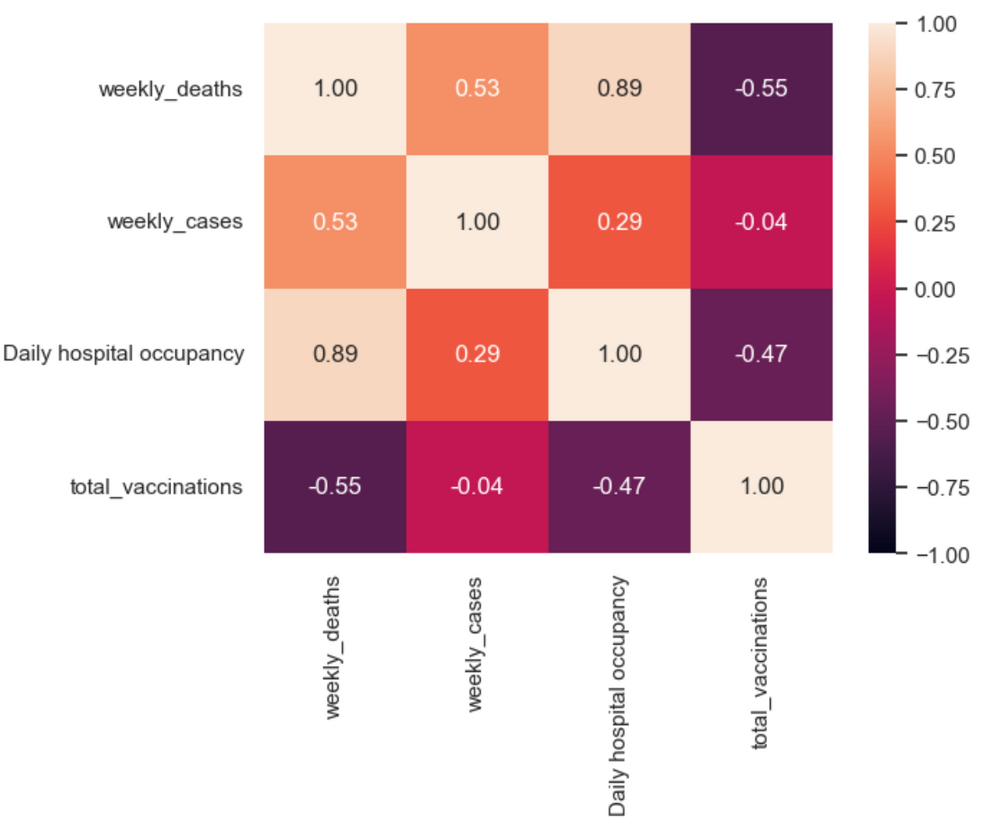 weekly_deaths 1.00 0.53 0.89 -0.55
weekly_cases 0.53 1.00 0.29 -0.04
Daily hospital occupancy 0.89 0.29 1.00 -0.47
total_vaccinations -0.55 -0.04 -0.47 1.00
weekly_deaths
weekly_cases
Daily hospital occupancy
total_vaccinations
1.00
0.75
0.50
0.25
0.00
−0.25
−0.50
−0.75
−1.00